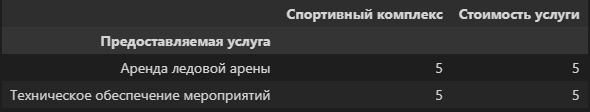 Спортивный комплекс Стоимость услуги
Предоставляемая услуга
Аренда ледовой арены 5 5
Техническое обеспечение мероприятий 5 5